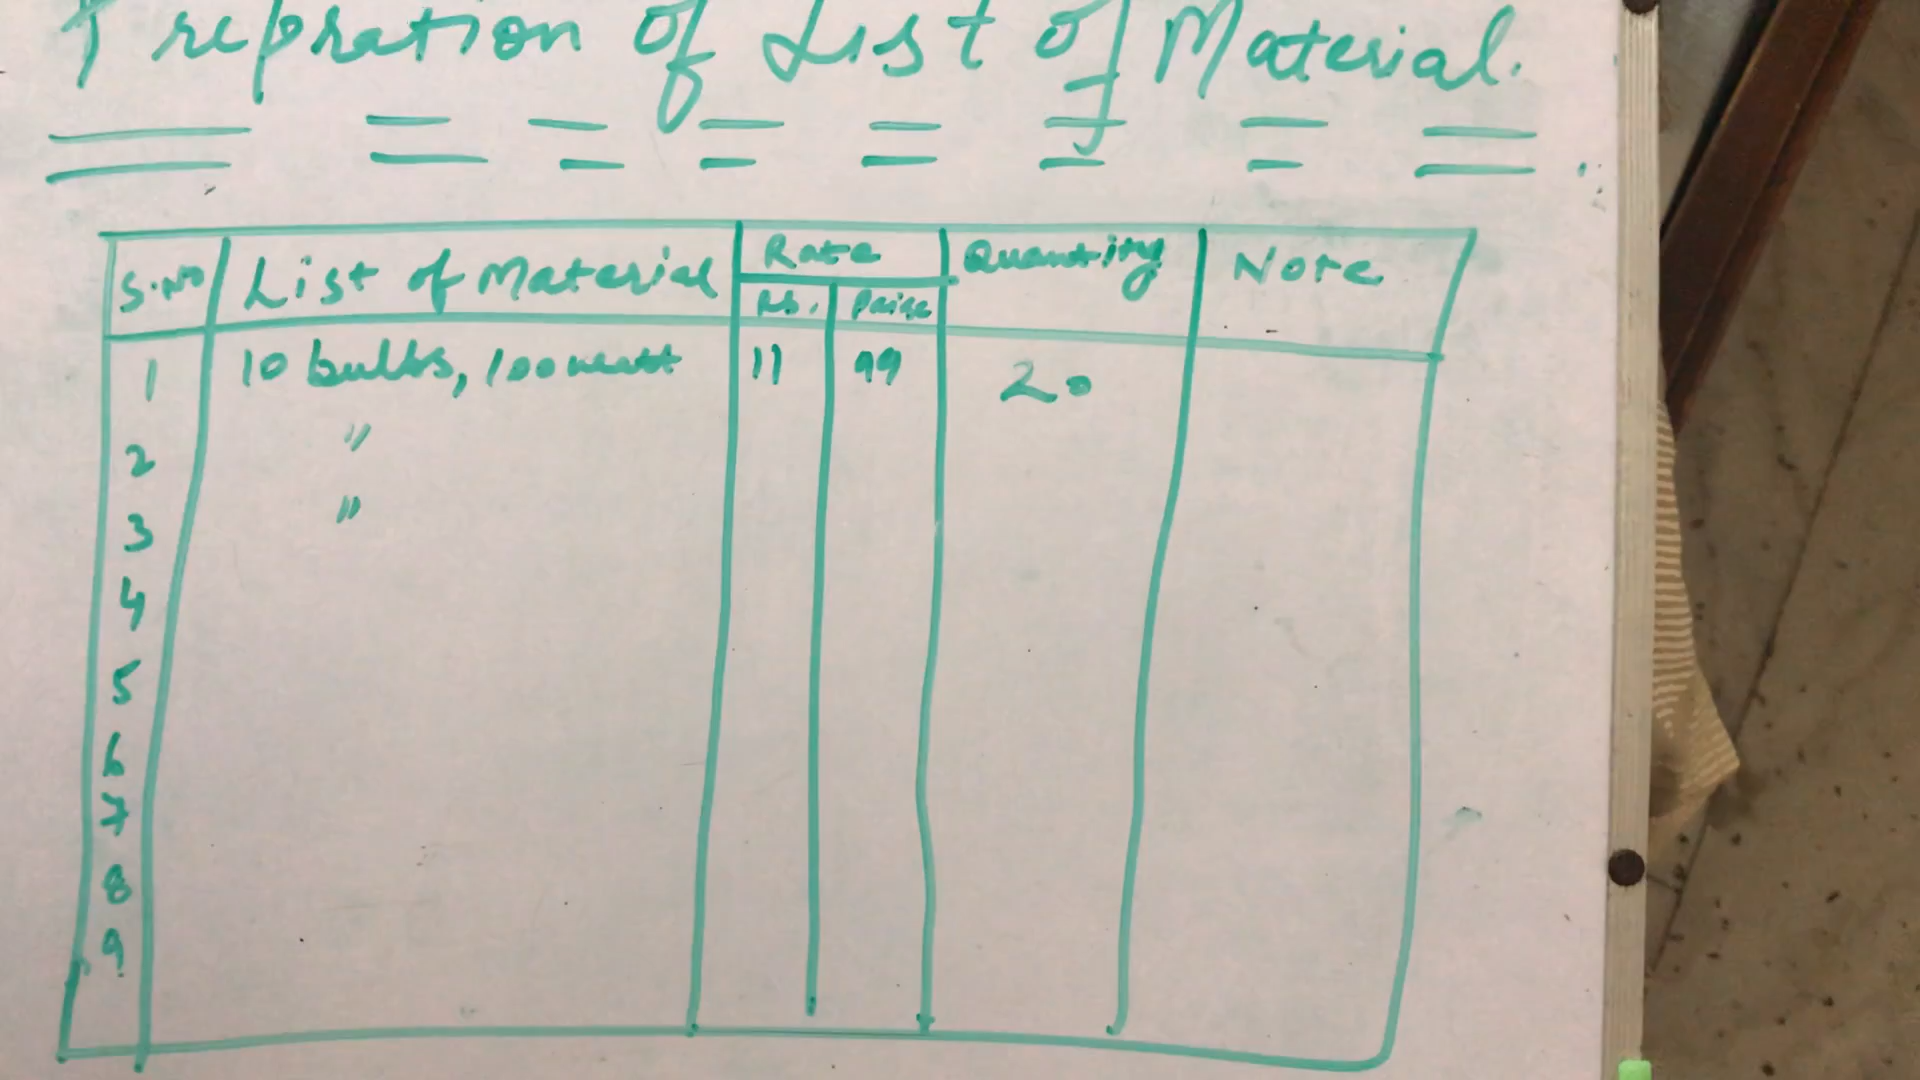 Prepration of List of Material.
S.No List of Material Rate Quantity Note
Rs. Paise
1 10 bulbs, 100 watt 11 99 20
2 "
3 "
4
5
6
7
8
9